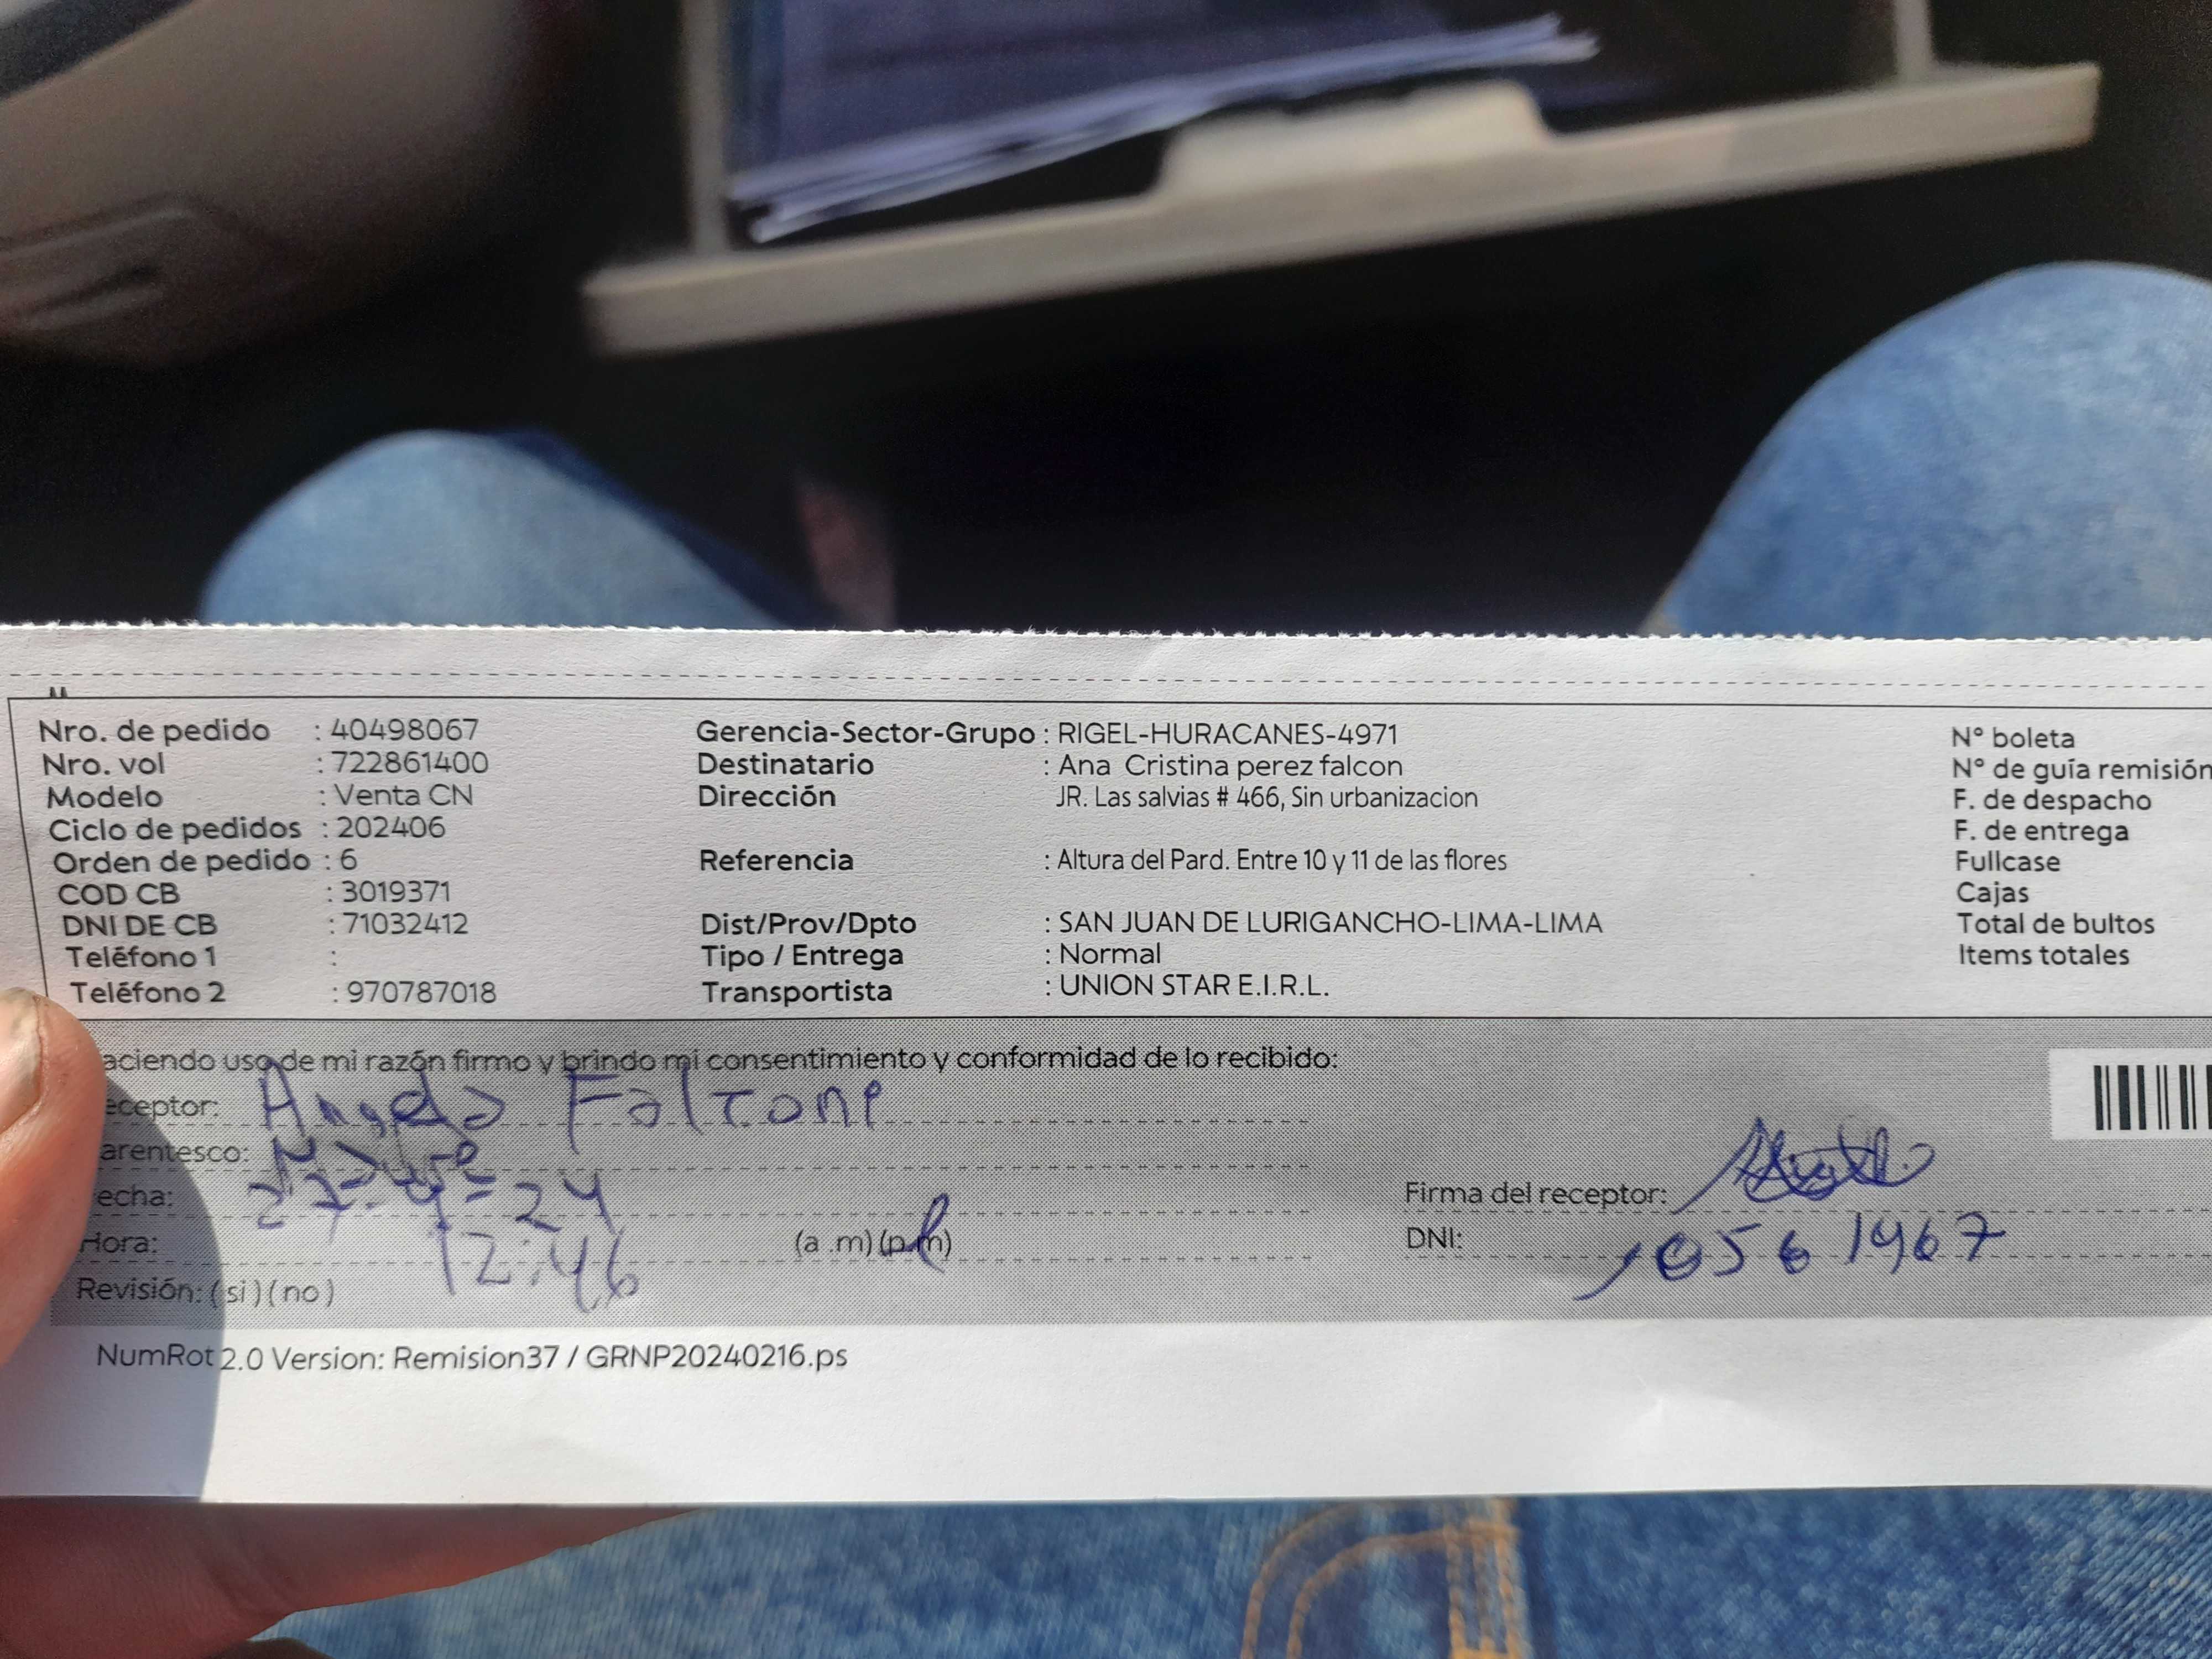 Nro. de pedido : 40498067
Nro. vol : 722861400
Modelo : Venta CN
Ciclo de pedidos : 202406
Orden de pedido : 6
COD CB : 3019371
DNI DE CB : 71032412
Teléfono 1 :
Teléfono 2 : 970787018
Gerencia-Sector-Grupo : RIGEL-HURACANES-4971
Destinatario : Ana Cristina perez falcon
Dirección JR. Las salvias # 466, Sin urbanizacion
Referencia : Altura del Pard. Entre 10 y 11 de las flores
Dist/Prov/Dpto : SAN JUAN DE LURIGANCHO-LIMA-LIMA
Tipo / Entrega : Normal
Transportista : UNION STAR E.I.R.L.
N° boleta
N° de guía remisión
F. de despacho
F. de entrega
Fullcase
Cajas
Total de bultos
Items totales
aciendo uso de mi razón firmo y brindo mi consentimiento y conformidad de lo recibido:
eceptor: Angela Falcone
arentesco:
echa: 27-4-24
Hora: 12:46 (a .m) (p.m)
Revisión: ( si ) ( no )
Firma del receptor:
DNI:
NumRot 2.0 Version: Remision37 / GRNP20240216.ps